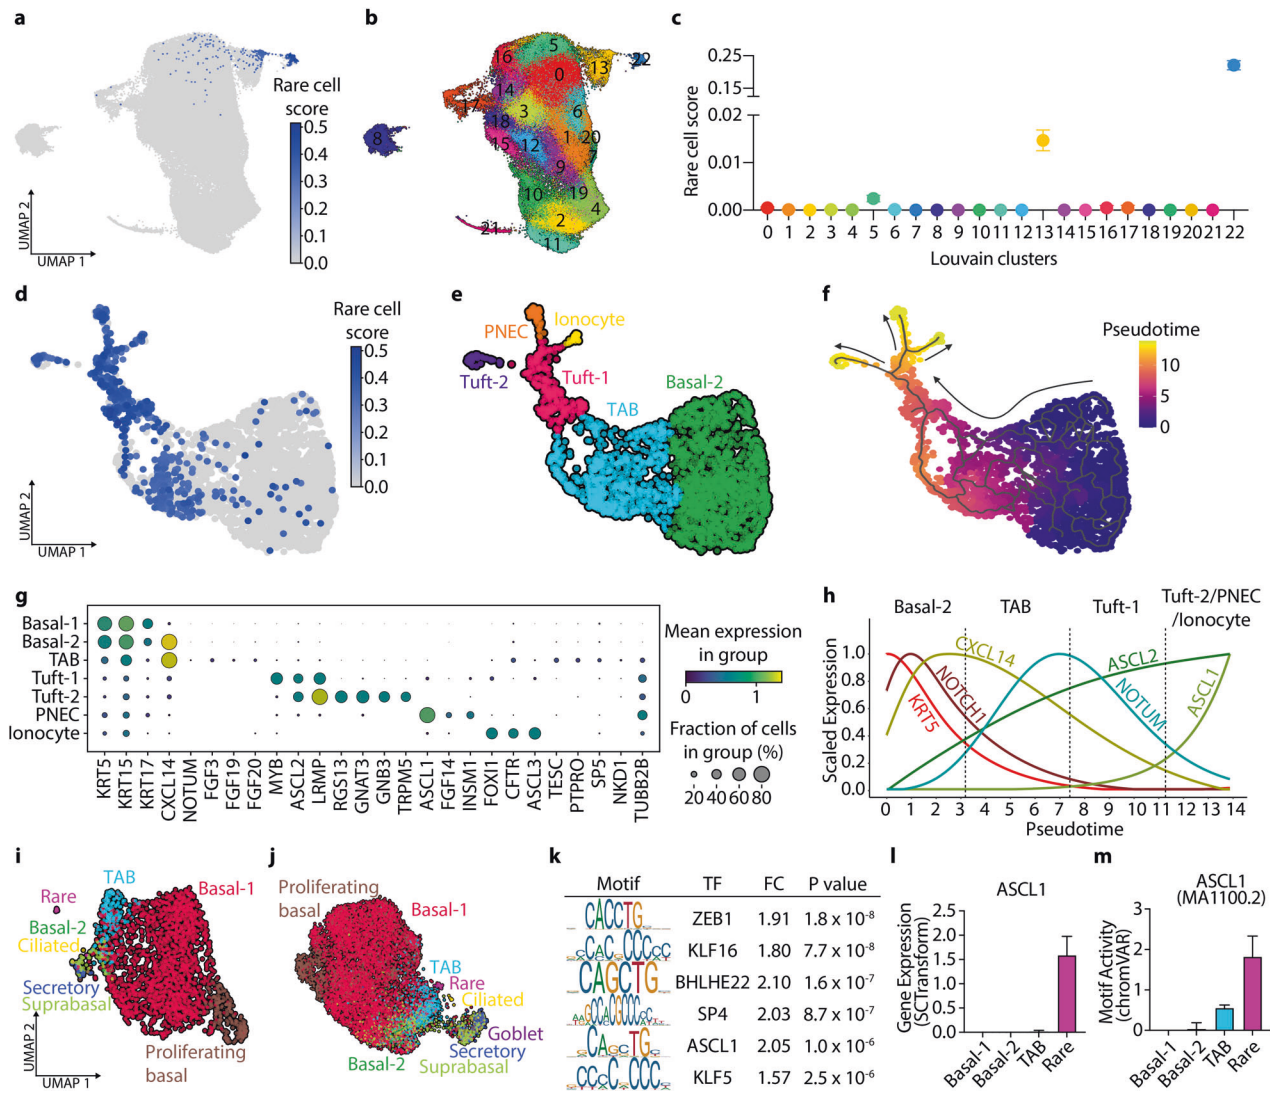 a
Rare cell
score
0.5
0.4
0.3
0.2
0.1
0.0
UMAP 2
UMAP 1
b
5
16
13
22
0
14
17
3
6
18
8
15
12
1
20
7
9
10
19
4
2
21
11
c
Rare cell score
0.25
0.15
0.02
0.01
0.00
0 1 2 3 4 5 6 7 8 9 10 11 12 13 14 15 16 17 18 19 20 21 22
Louvain clusters
d
Rare cell
score
0.5
0.4
0.3
0.2
0.1
0.0
UMAP 2
UMAP 1
e
PNEC
Ionocyte
Tuft-2
Tuft-1
TAB
Basal-2
f
Pseudotime
10
5
0
g
Basal-1
Basal-2
TAB
Tuft-1
Tuft-2
PNEC
Ionocyte
KRT5 KRT15 KRT17 CXCL14 NOTUM FGF3 FGF19 FGF20 MYB ASCL2 LRMP RGS13 GNAT3 GNB3 TRPM5 ASCL1 FGF14 INSM1 FOXI1 CFTR ASCL3 TESC PTPRO SP5 NKD1 TUBB2B
Mean expression
in group
0 1
Fraction of cells
in group (%)
20 40 60 80
h
Basal-2 TAB Tuft-1 Tuft-2/PNEC
/Ionocyte
Scaled Expression
1.0
0.8
0.6
0.4
0.2
0.0
KRT5
NOTCH1
CXCL14
ASCL2
NOTUM
ASCL1
0 1 2 3 4 5 6 7 8 9 10 11 12 13 14
Pseudotime
i
TAB
Rare
Basal-1
Basal-2
Ciliated
Secretory
Suprabasal
Proliferating
basal
UMAP 2
UMAP 1
j
Proliferating
basal
Basal-1
TAB
Rare
Ciliated
Goblet
Secretory
Suprabasal
Basal-2
k
Motif TF FC P value
CACCTG ZEB1 1.91 1.8 x 10⁻⁸
KLF16 1.80 7.7 x 10⁻⁸
CAGCTG BHLHE22 2.10 1.6 x 10⁻⁷
SP4 2.03 8.7 x 10⁻⁷
CAGCTG ASCL1 2.05 1.0 x 10⁻⁶
KLF5 1.57 2.5 x 10⁻⁶
l
ASCL1
Gene Expression
(SCTransform)
2.5
2.0
1.5
1.0
0.5
0.0
Basal-1 Basal-2 TAB Rare
m
ASCL1
(MA1100.2)
Motif Activity
(chromVAR)
3
2
1
0
Basal-1 Basal-2 TAB Rare